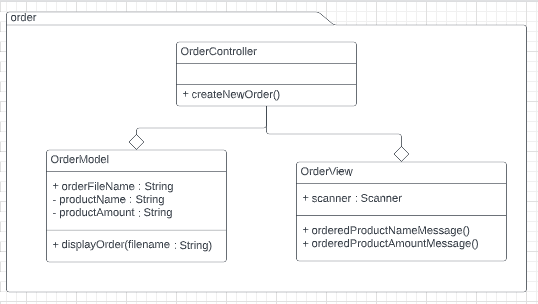 order
OrderController
+ createNewOrder()
OrderModel
+ orderFileName : String
- productName : String
- productAmount : String
+ displayOrder(filename : String)
OrderView
+ scanner : Scanner
+ orderedProductNameMessage()
+ orderedProductAmountMessage()